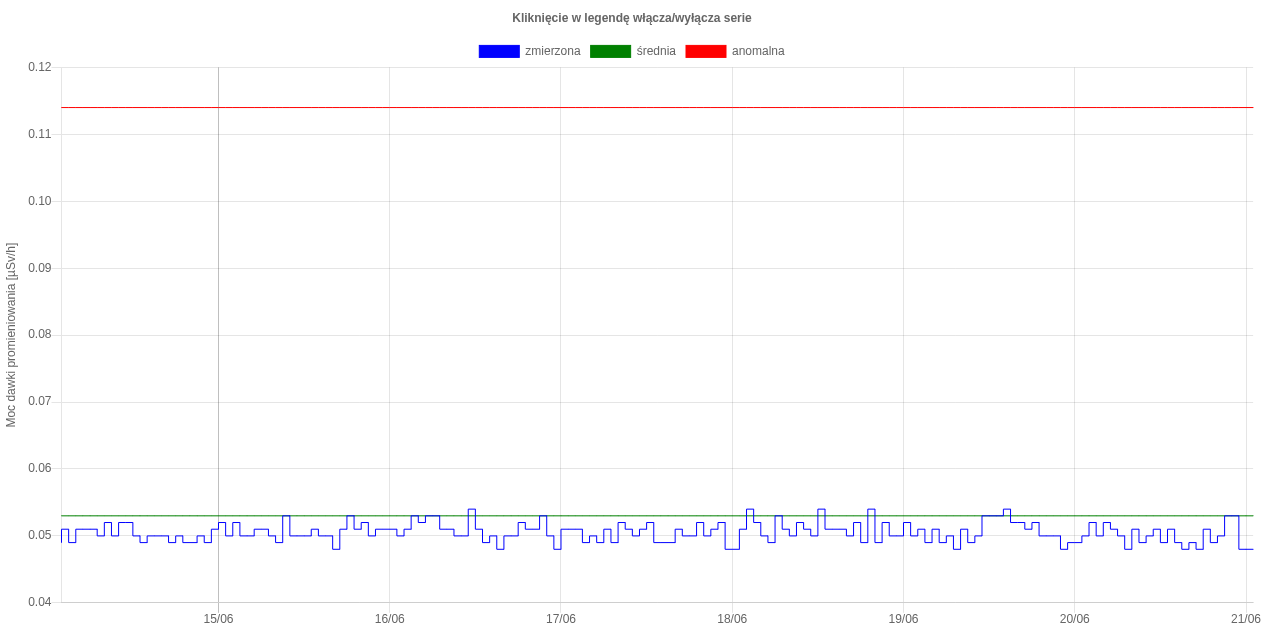 Kliknięcie w legendę włącza/wyłącza serie
zmierzona średnia anomalna
Moc dawki promieniowania [µSv/h]
0.12
0.11
0.10
0.09
0.08
0.07
0.06
0.05
0.04
15/06 16/06 17/06 18/06 19/06 20/06 21/06